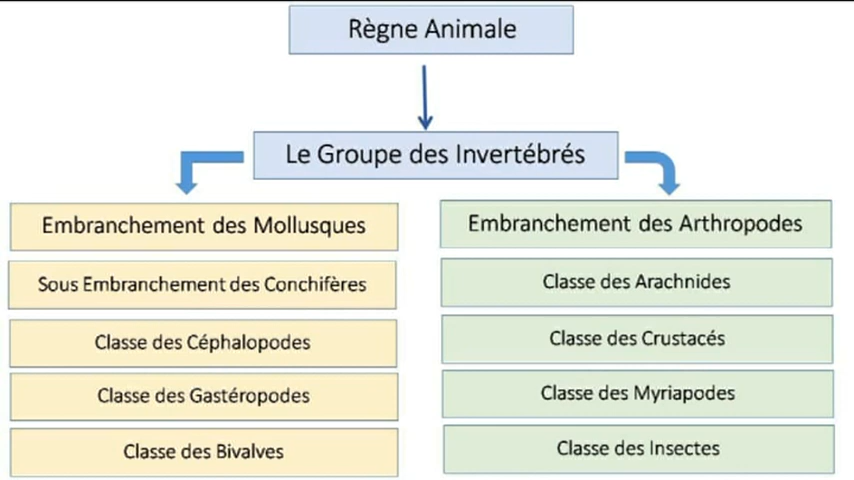 Règne Animale
Le Groupe des Invertébrés
Embranchement des Mollusques
Sous Embranchement des Conchifères
Classe des Céphalopodes
Classe des Gastéropodes
Classe des Bivalves
Embranchement des Arthropodes
Classe des Arachnides
Classe des Crustacés
Classe des Myriapodes
Classe des Insectes